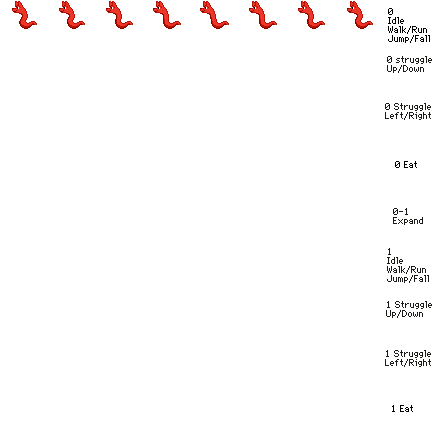 0
Idle
Walk/Run
Jump/Fall
0 struggle
Up/Down
0 Struggle
Left/Right
0 Eat
0-1
Expand
1
Idle
Walk/Run
Jump/Fall
1 Struggle
Up/Down
1 Struggle
Left/Right
1 Eat